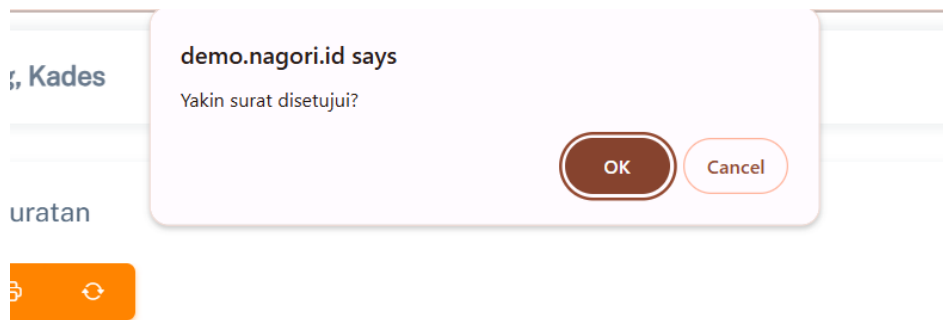 demo.nagori.id says
Yakin surat disetujui?
OK
Cancel
, Kades
uratan